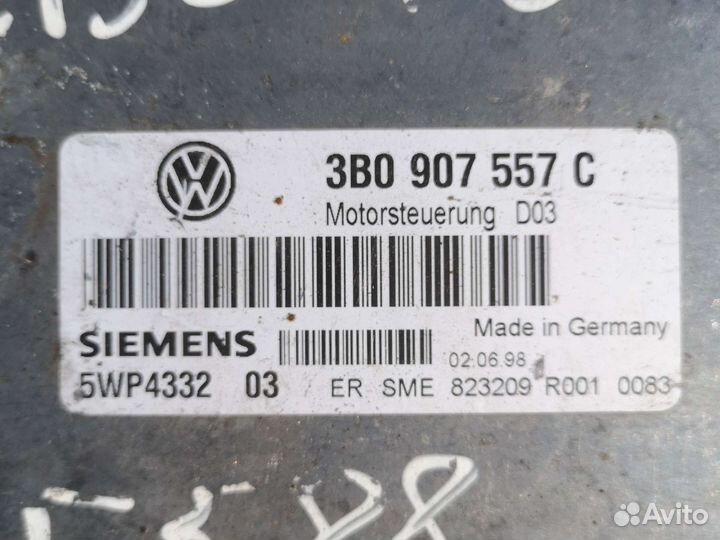 3B0 907 557 C
Motorsteuerung D03
Made in Germany
SIEMENS
02.06.98
5WP4332 03 ER SME 823209 R001 0083
Avito